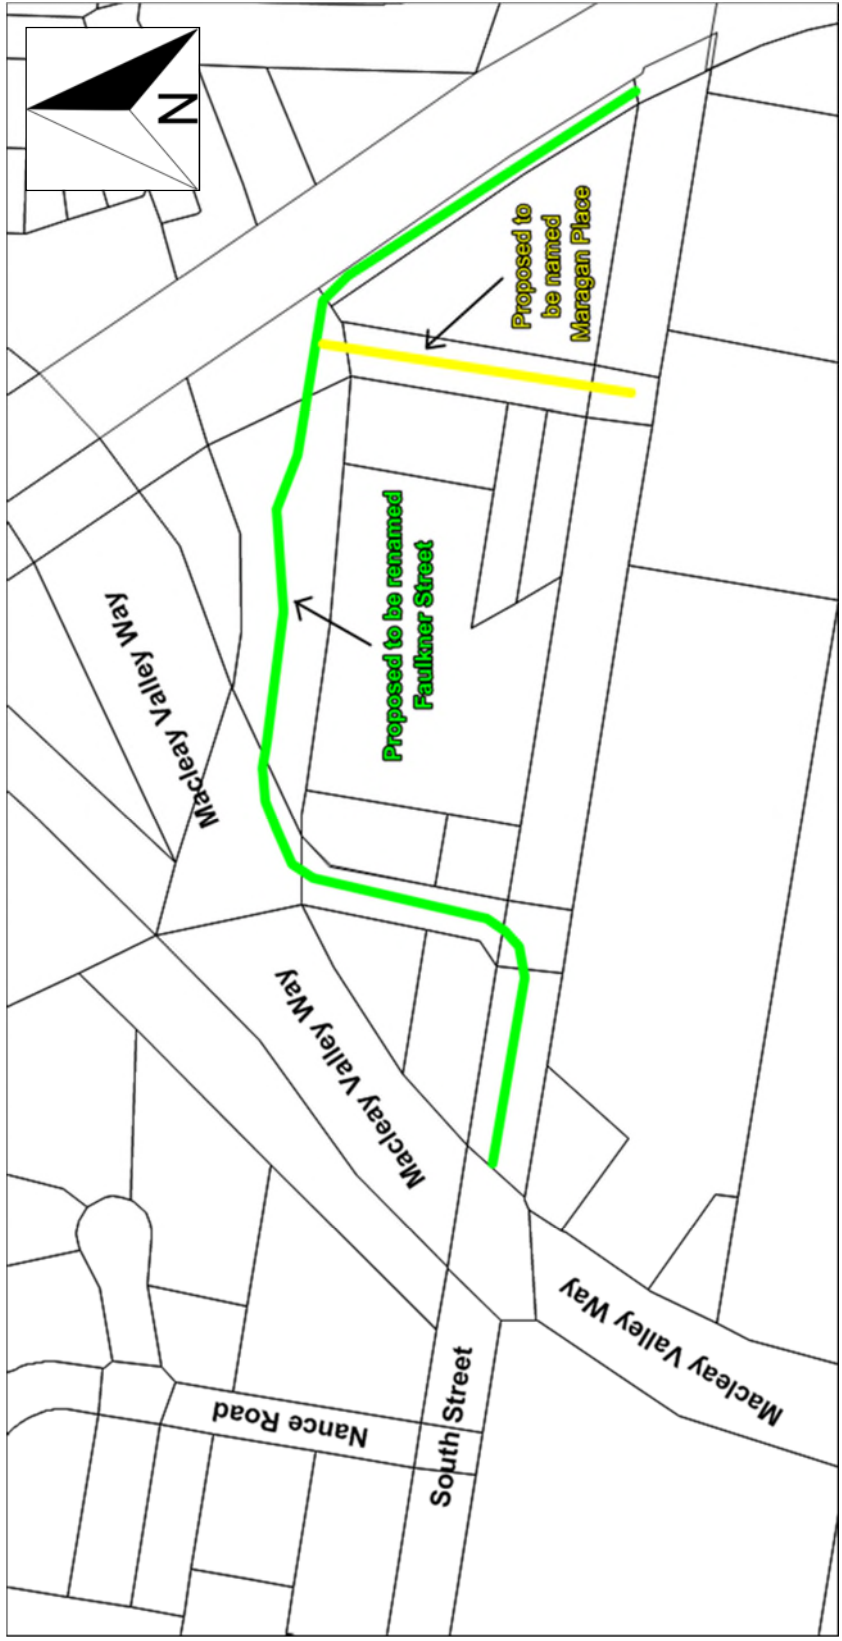 N
Proposed to
be named
Maragan Place
Proposed to be renamed
Faulkner Street
Macleay Valley Way
Macleay Valley Way
Macleay Valley Way
South Street
Nance Road